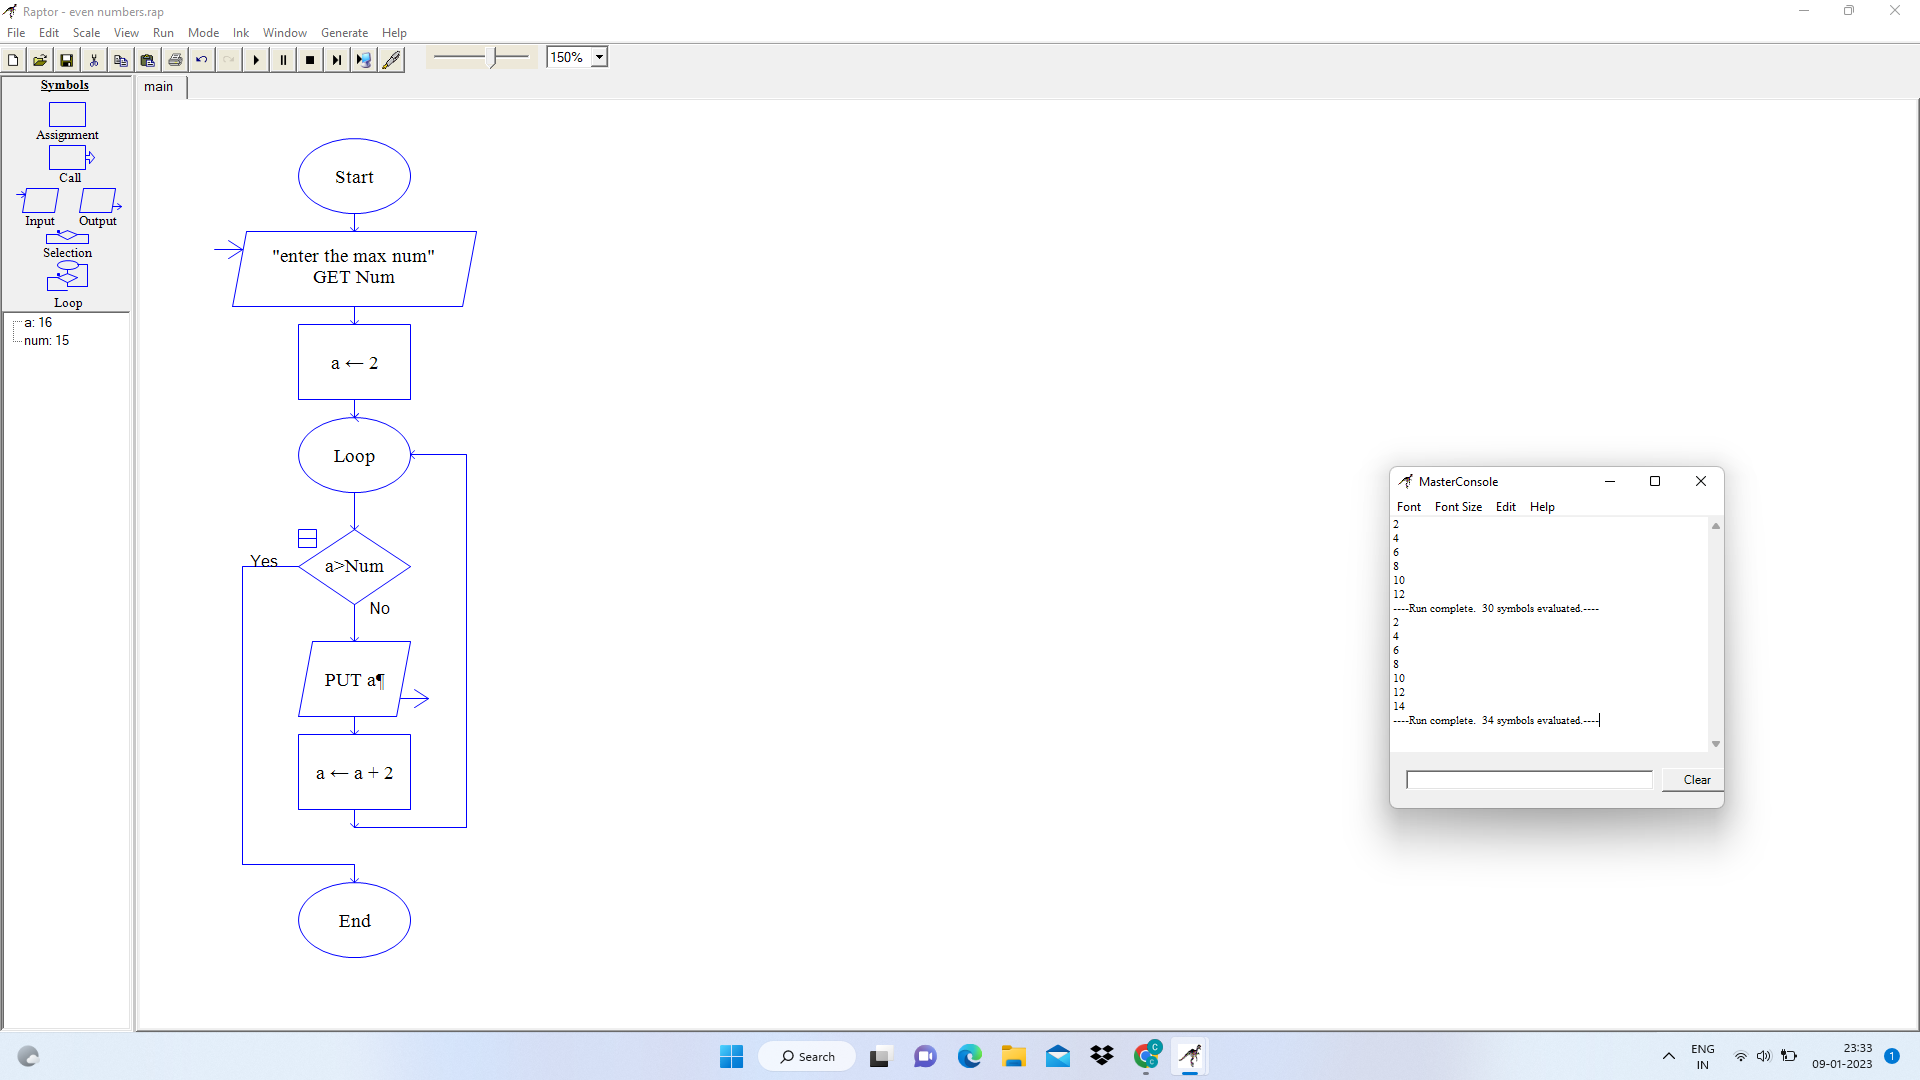 Raptor - even numbers.rap
File Edit Scale View Run Mode Ink Window Generate Help
150%
Symbols
main
Assignment
Call
Input Output
Selection
Loop
a: 16
num: 15
Start
"enter the max num"
GET Num
a ← 2
Loop
Yes
a>Num
No
PUT a¶
a ← a + 2
End
MasterConsole
Font Font Size Edit Help
2
4
6
8
10
12
----Run complete.  30 symbols evaluated.----
2
4
6
8
10
12
14
----Run complete.  34 symbols evaluated.----
Clear
Search
C
C
ENG
IN
23:33
09-01-2023
1